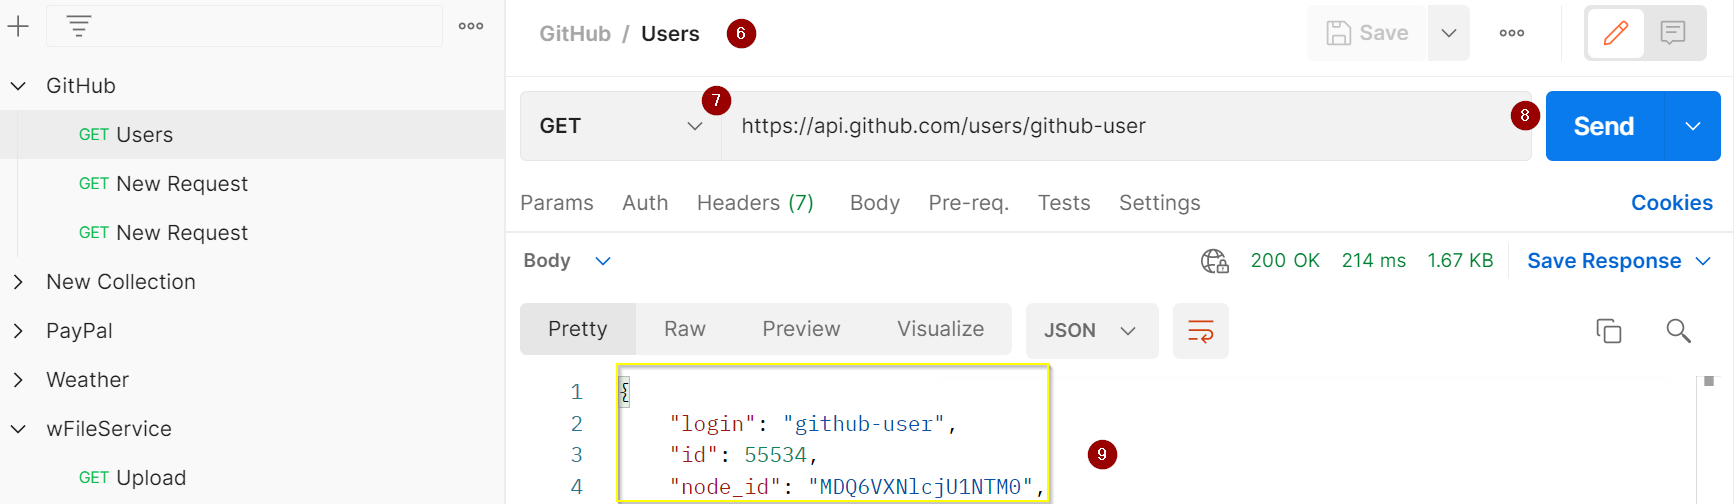 GitHub
GET Users
GET New Request
GET New Request
New Collection
PayPal
Weather
wFileService
GET Upload
GitHub / Users 6
Save
7
GET https://api.github.com/users/github-user 8 Send
Params Auth Headers (7) Body Pre-req. Tests Settings Cookies
Body 200 OK 214 ms 1.67 KB Save Response
Pretty Raw Preview Visualize JSON
1 {
2 "login": "github-user",
3 "id": 55534,
4 "node_id": "MDQ6VXNlcjU1NTM0",
9